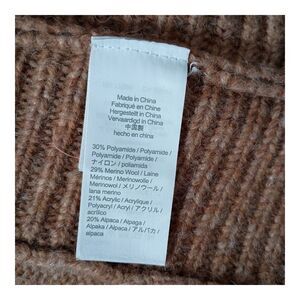 Made in China
Fabriqué en Chine
Hergestellt in China
Vervaardigd in China
中国製
hecho en china
30% Polyamide / Polyamide /
Polyamide / Polyamide /
ナイロン / poliamida
29% Merino Wool / Laine
Mérinos / Merinowolle /
Merinowol / メリノウール /
lana merino
21% Acrylic / Acrylique /
Polyacryl / Acryl / アクリル /
acrílico
20% Alpaca / Alpaga /
Alpaka / Alpaca / アルパカ /
alpaca